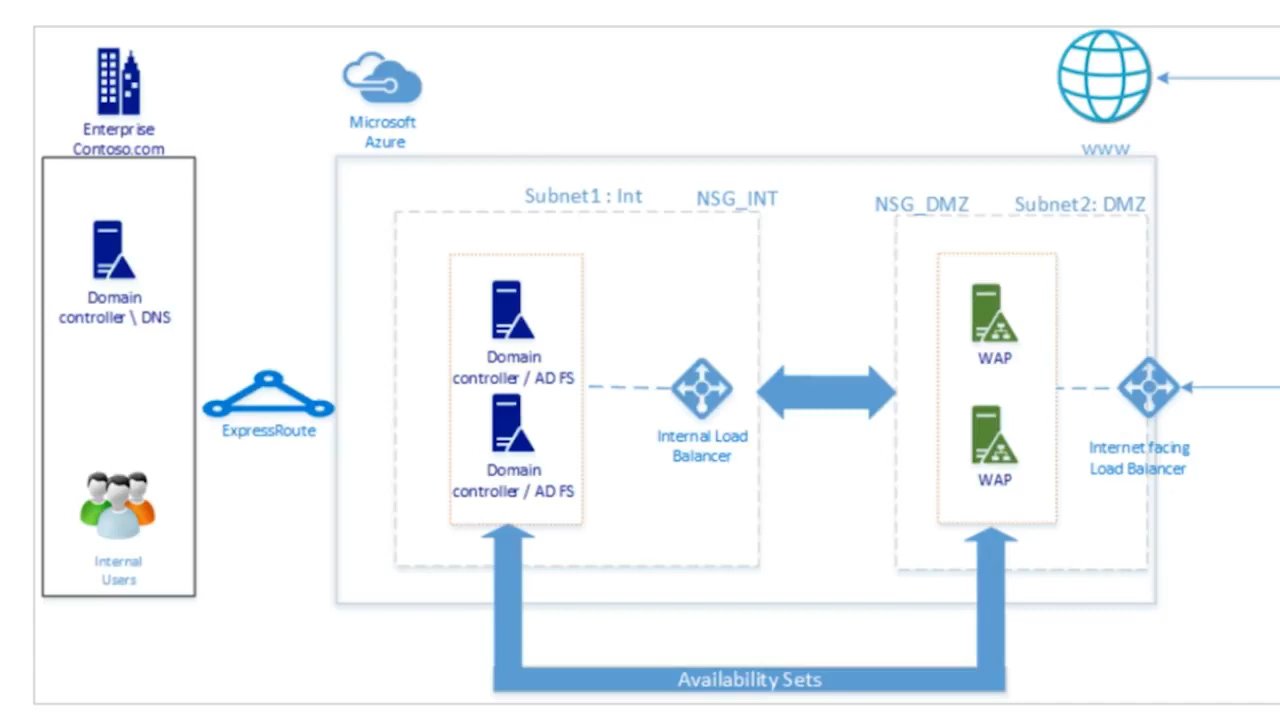 Enterprise
Contoso.com
Microsoft
Azure
WWW
Subnet1 : Int
NSG_INT
NSG_DMZ
Subnet2: DMZ
Domain
controller \ DNS
Domain
controller / AD FS
Domain
controller / AD FS
Internal Load
Balancer
WAP
WAP
Internet facing
Load Balancer
ExpressRoute
Internal
Users
Availability Sets